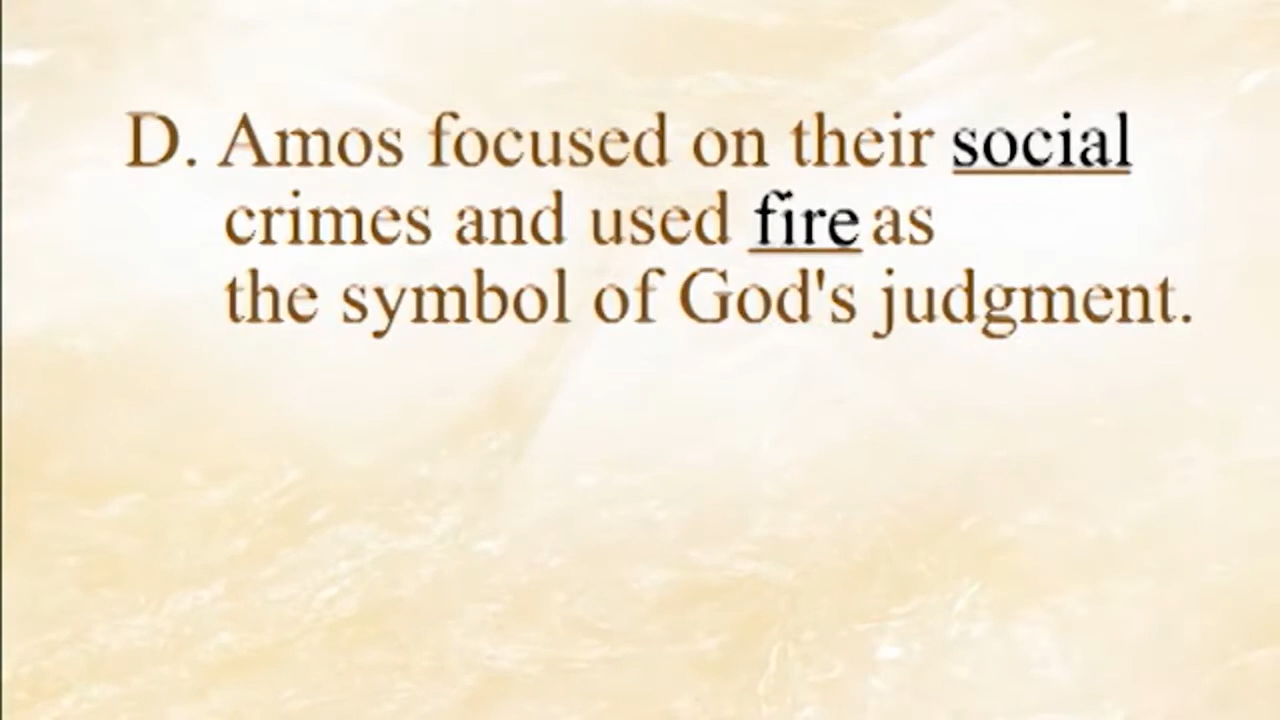 D. Amos focused on their social
crimes and used fire as
the symbol of God's judgment.